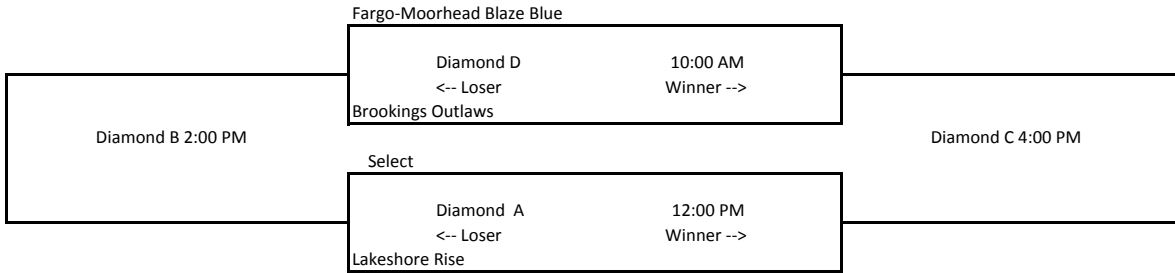 Fargo-Moorhead Blaze Blue
Diamond D 10:00 AM
<-- Loser Winner -->
Brookings Outlaws
Diamond B 2:00 PM Diamond C 4:00 PM
Select
Diamond A 12:00 PM
<-- Loser Winner -->
Lakeshore Rise